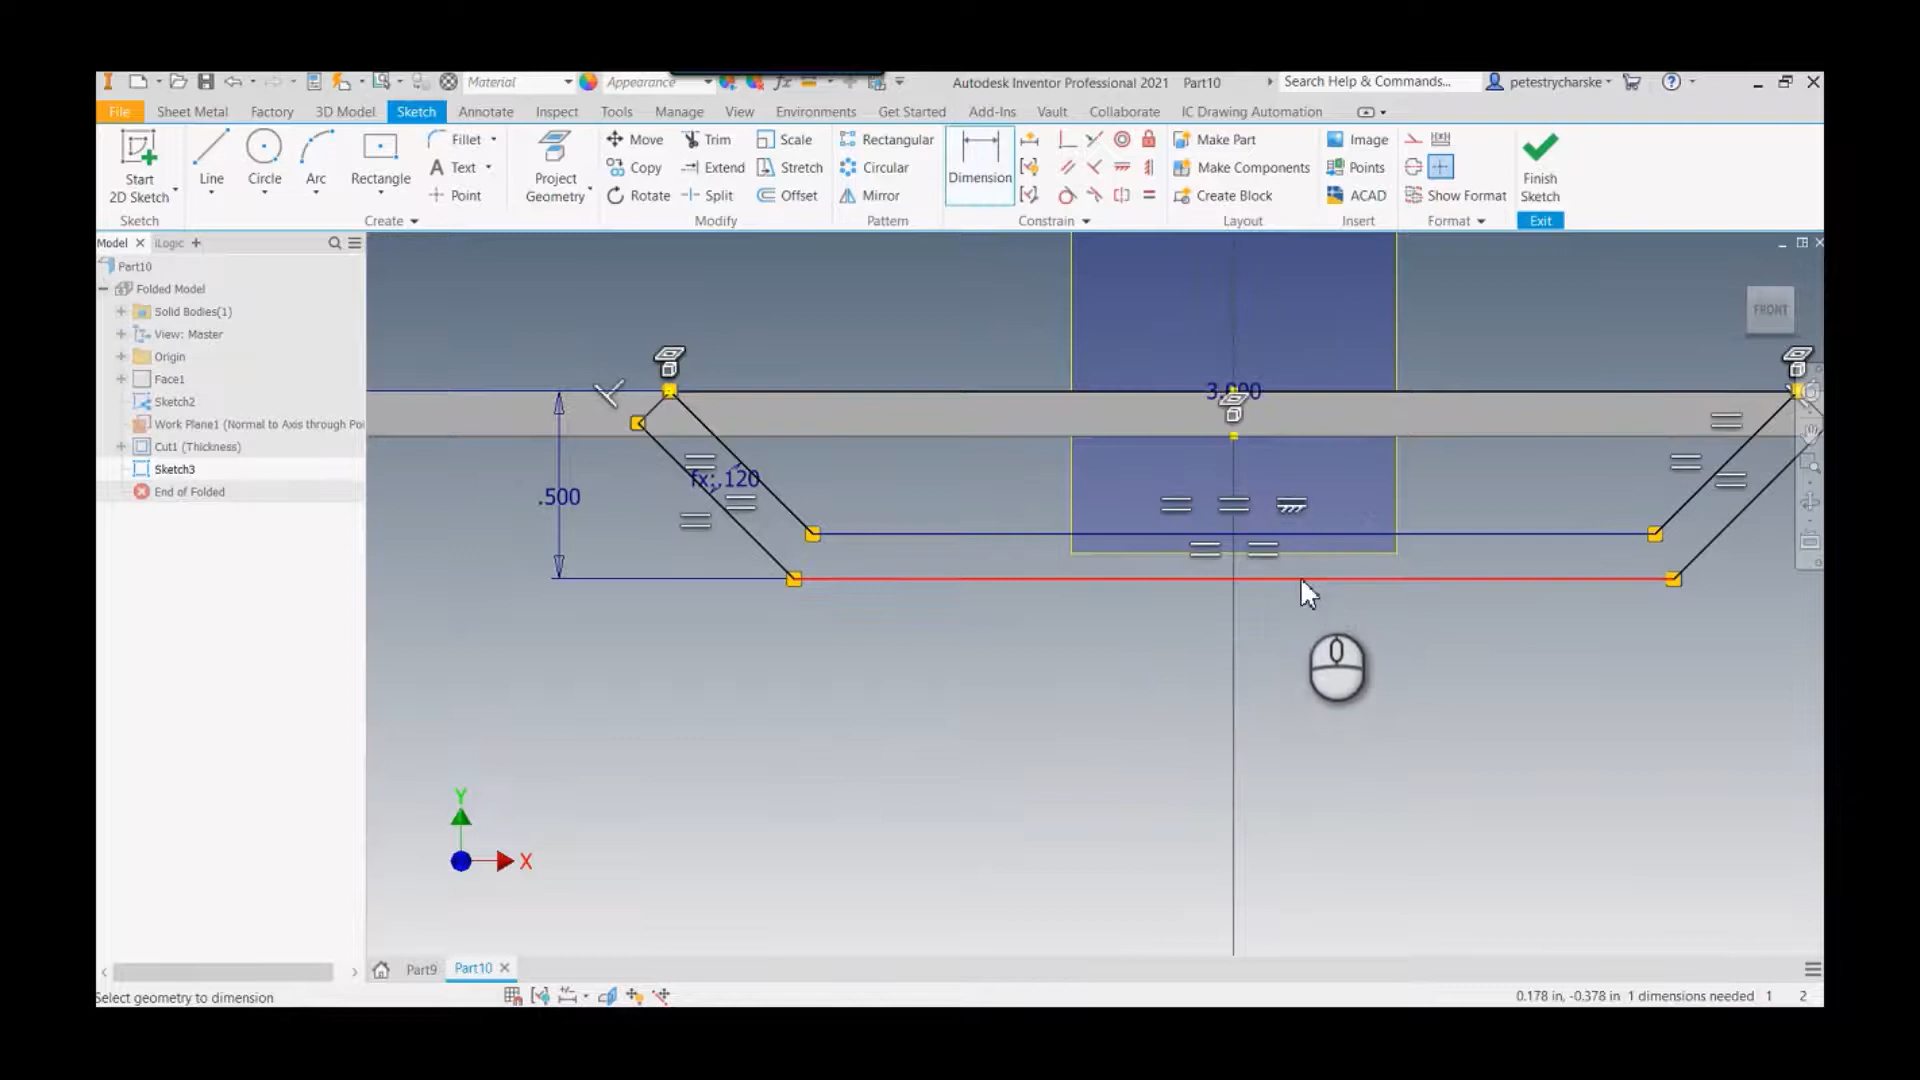 Material
Appearance
Autodesk Inventor Professional 2021 Part10
Search Help & Commands...
petestrycharske
File
Sheet Metal
Factory
3D Model
Sketch
Annotate
Inspect
Tools
Manage
View
Environments
Get Started
Add-Ins
Vault
Collaborate
IC Drawing Automation
Start
2D Sketch
Line
Circle
Arc
Rectangle
Fillet
Text
Point
Project
Geometry
Move
Copy
Rotate
Trim
Extend
Split
Scale
Stretch
Offset
Rectangular
Circular
Mirror
Dimension
Make Part
Make Components
Create Block
Image
Points
ACAD
Show Format
Finish
Sketch
Sketch
Create
Modify
Pattern
Constrain
Layout
Insert
Format
Exit
Model
iLogic
Part10
Folded Model
Solid Bodies(1)
View: Master
Origin
Face1
Sketch2
Work Plane1 (Normal to Axis through Poi
Cut1 (Thickness)
Sketch3
End of Folded
FRONT
fx:.120
.500
Y
X
Part9
Part10
Select geometry to dimension
0.178 in, -0.378 in 1 dimensions needed 1 2